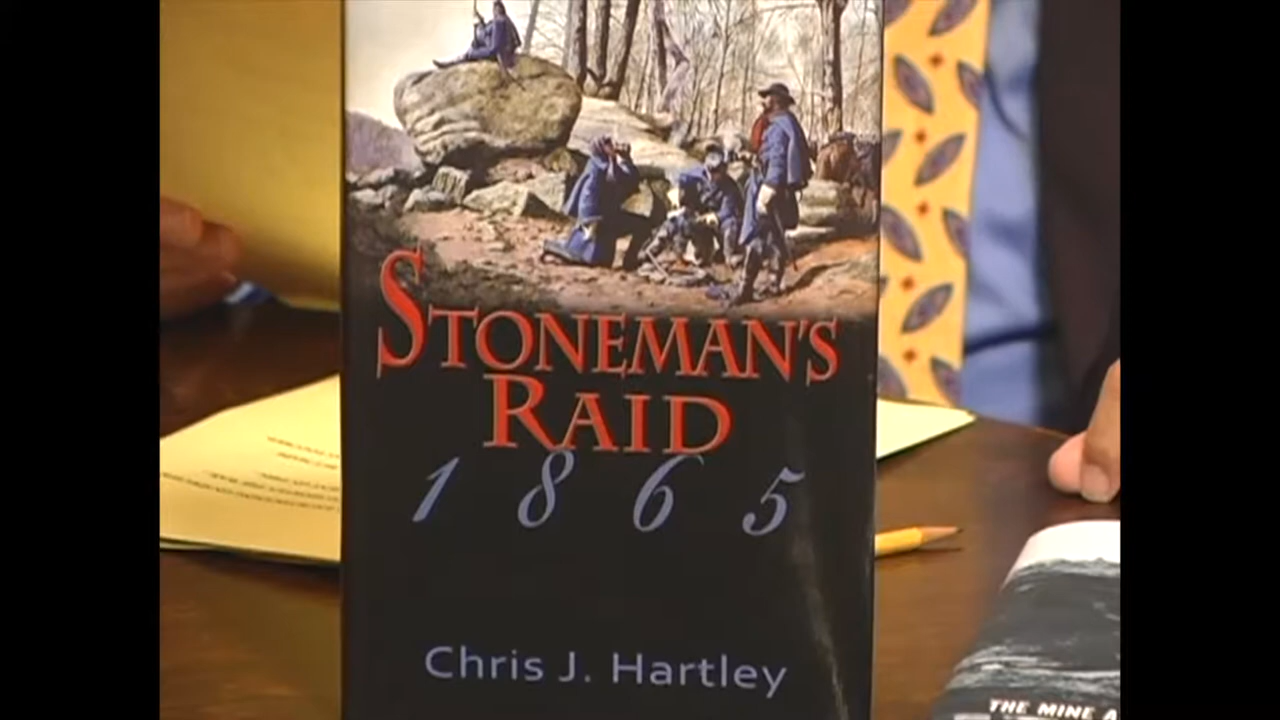 STONEMAN'S
RAID
1865
Chris J. Hartley
THE MINE A